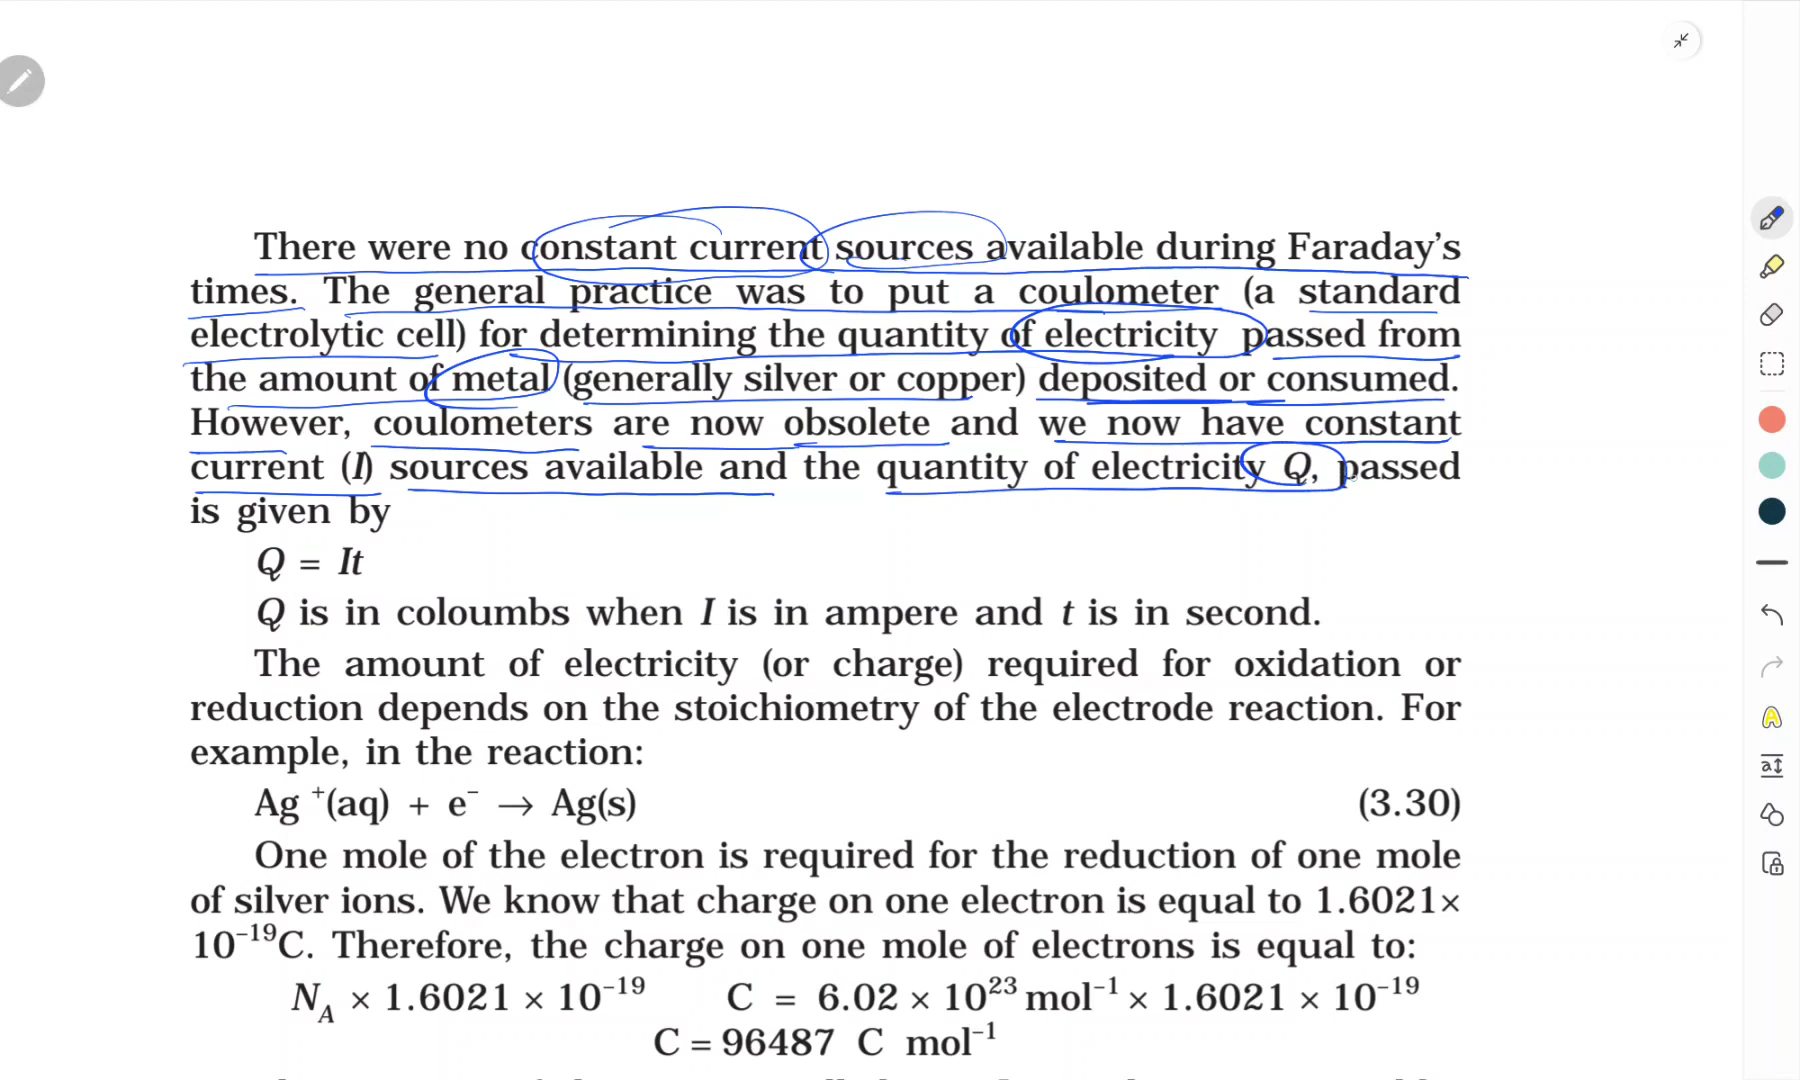 There were no constant current sources available during Faraday's
times. The general practice was to put a coulometer (a standard
electrolytic cell) for determining the quantity of electricity passed from
the amount of metal (generally silver or copper) deposited or consumed.
However, coulometers are now obsolete and we now have constant
current (I) sources available and the quantity of electricity Q, passed
is given by
Q = It
Q is in coloumbs when I is in ampere and t is in second.
The amount of electricity (or charge) required for oxidation or
reduction depends on the stoichiometry of the electrode reaction. For
example, in the reaction:
Ag ⁺(aq) + e⁻ → Ag(s) (3.30)
One mole of the electron is required for the reduction of one mole
of silver ions. We know that charge on one electron is equal to 1.6021×
10⁻¹⁹C. Therefore, the charge on one mole of electrons is equal to:
N_A × 1.6021 × 10⁻¹⁹ C = 6.02 × 10²³ mol⁻¹ × 1.6021 × 10⁻¹⁹
C = 96487 C mol⁻¹